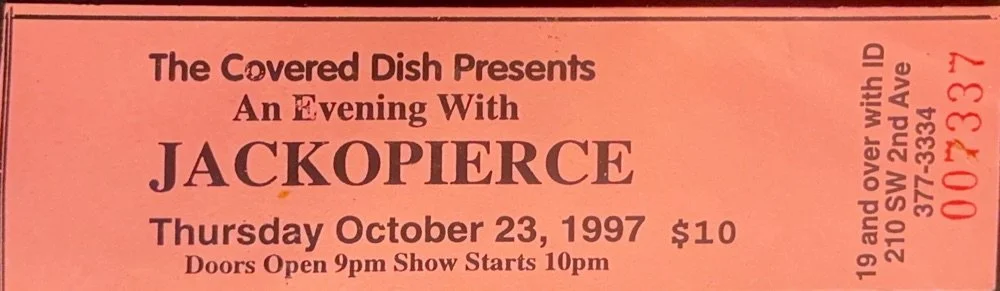 The Covered Dish Presents
An Evening With
JACKOPIERCE
Thursday October 23, 1997 $10
Doors Open 9pm Show Starts 10pm
19 and over with ID
210 SW 2nd Ave
377-3334
007337